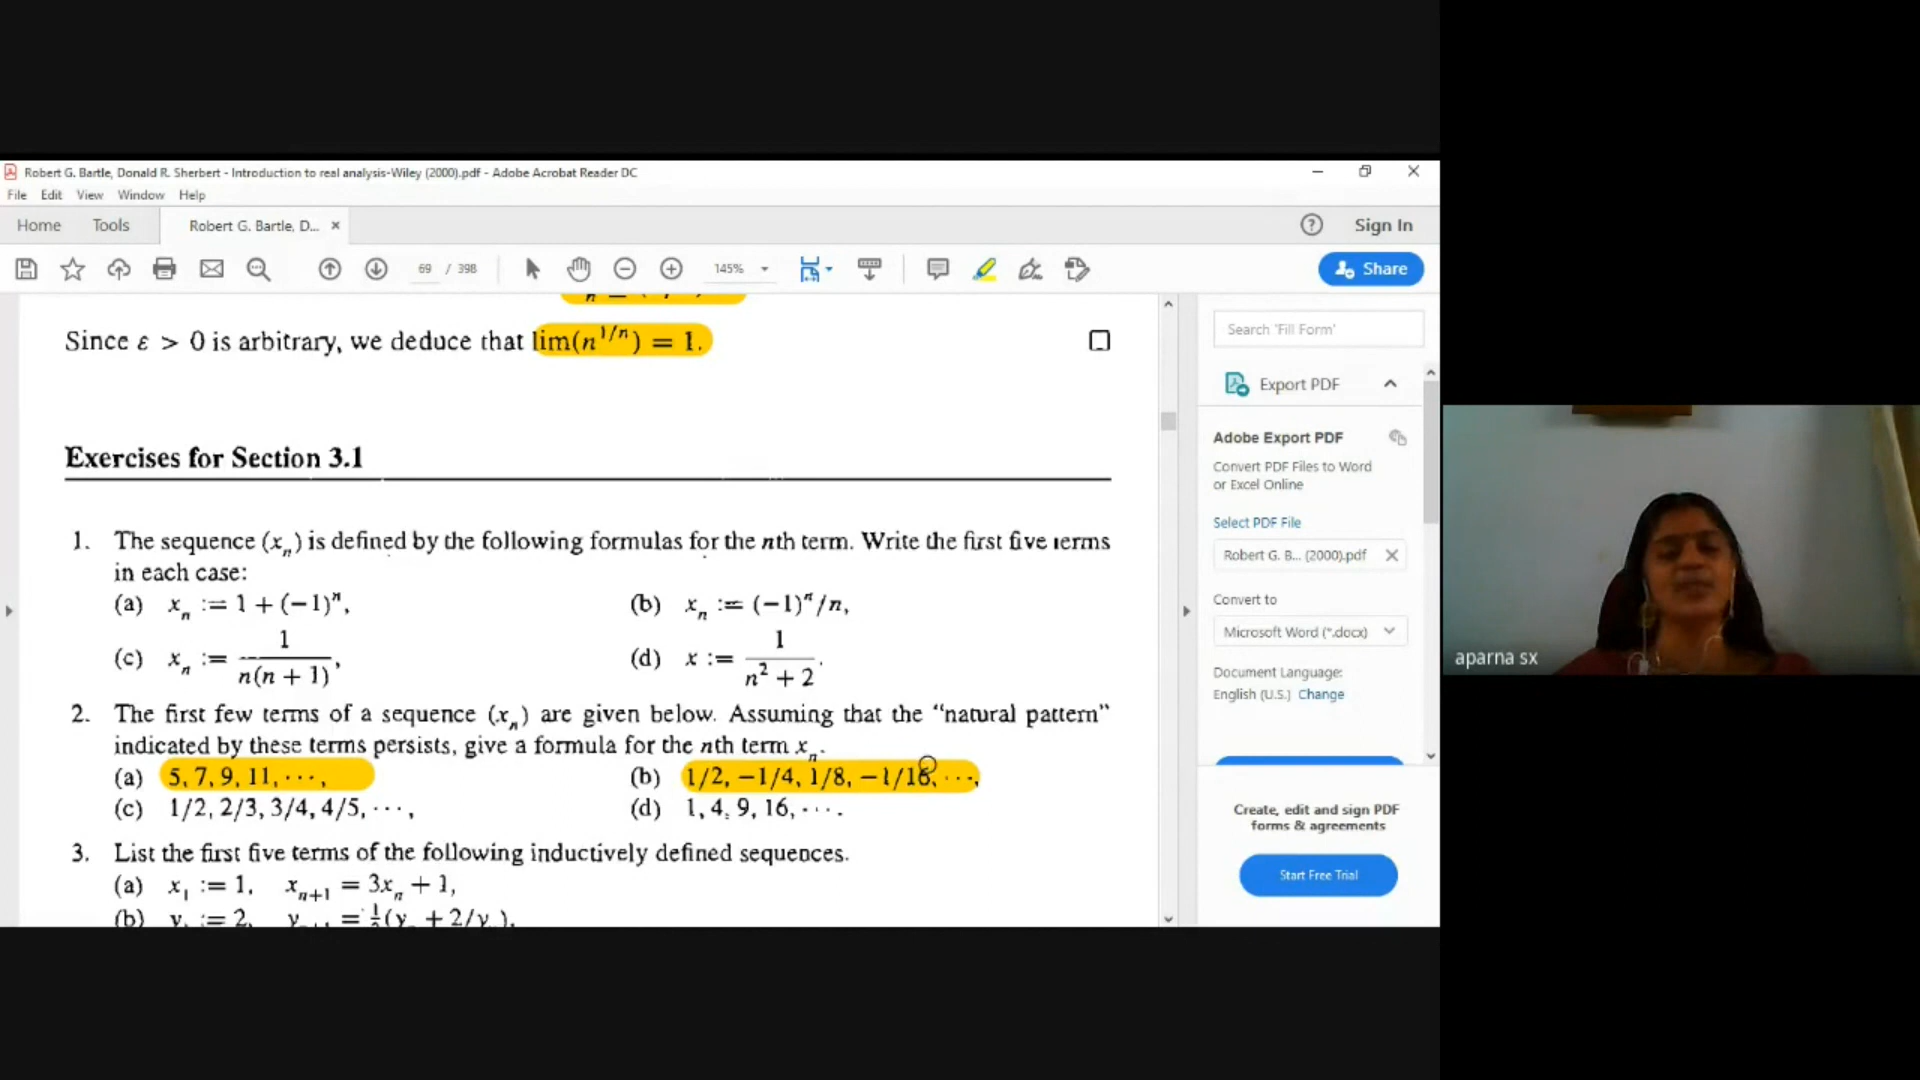 Robert G. Bartle, Donald R. Sherbert - Introduction to real analysis-Wiley (2000).pdf - Adobe Acrobat Reader DC
File Edit View Window Help
Home Tools Robert G. Bartle, D... × Sign In
69 / 398 145% Share
Since ε > 0 is arbitrary, we deduce that lim(n^{1/n}) = 1.
Exercises for Section 3.1
1. The sequence (x_n) is defined by the following formulas for the nth term. Write the first five terms
in each case:
(a) x_n := 1 + (−1)^n, (b) x_n := (−1)^n/n,
(c) x_n := 1/n(n + 1), (d) x := 1/n² + 2.
2. The first few terms of a sequence (x_n) are given below. Assuming that the “natural pattern”
indicated by these terms persists, give a formula for the nth term x_n.
(a) 5, 7, 9, 11, ···, (b) 1/2, −1/4, 1/8, −1/16, ···,
(c) 1/2, 2/3, 3/4, 4/5, ···, (d) 1, 4, 9, 16, ···.
3. List the first five terms of the following inductively defined sequences.
(a) x_1 := 1, x_{n+1} = 3x_n + 1,
(b) y := 2, y = ½(y + 2/y),
Search 'Fill Form'
Export PDF
Adobe Export PDF
Convert PDF Files to Word
or Excel Online
Select PDF File
Robert G. B... (2000).pdf
Convert to
Microsoft Word (*.docx)
Document Language:
English (U.S.) Change
Create, edit and sign PDF
forms & agreements
Start Free Trial
aparna sx